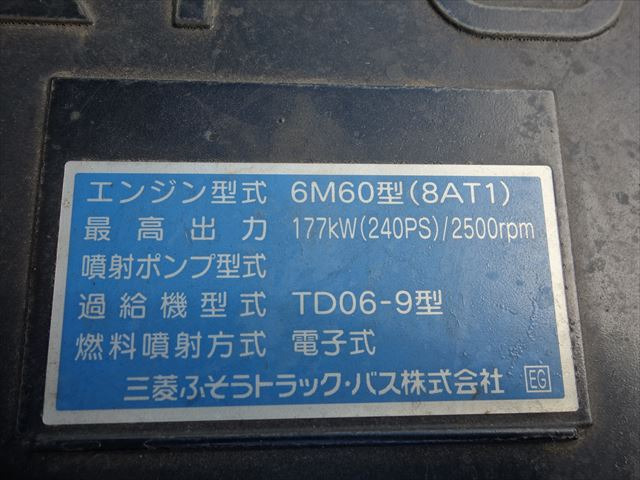 エンジン型式 6M60型(8AT1)
最高出力 177kW(240PS)/2500rpm
噴射ポンプ型式
過給機型式 TD06-9型
燃料噴射方式 電子式
三菱ふそうトラック・バス株式会社 EG